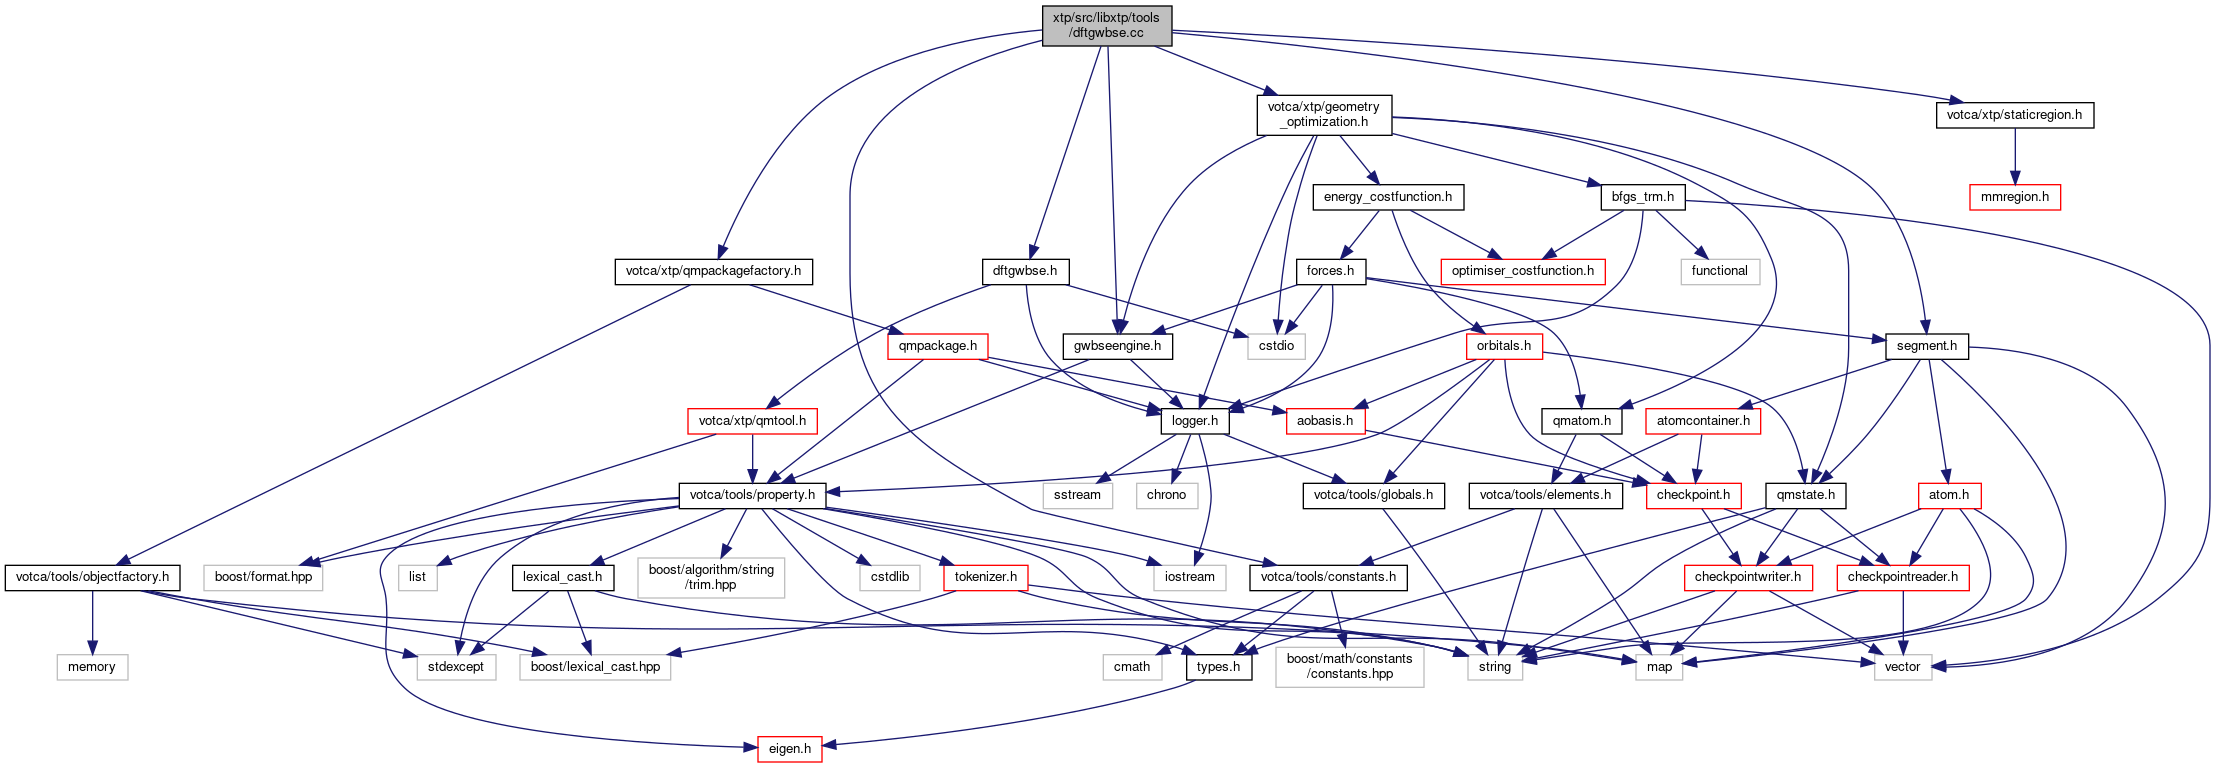 xtp/src/libxtp/tools
/dftgwbse.cc
votca/xtp/geometry
_optimization.h
votca/xtp/staticregion.h
energy_costfunction.h
bfgs_trm.h
mmregion.h
votca/xtp/qmpackagefactory.h
dftgwbse.h
forces.h
optimiser_costfunction.h
functional
qmpackage.h
gwbseengine.h
cstdio
orbitals.h
segment.h
votca/xtp/qmtool.h
logger.h
aobasis.h
qmatom.h
atomcontainer.h
votca/tools/property.h
sstream
chrono
votca/tools/globals.h
votca/tools/elements.h
checkpoint.h
qmstate.h
atom.h
votca/tools/objectfactory.h
boost/format.hpp
list
lexical_cast.h
boost/algorithm/string
/trim.hpp
cstdlib
tokenizer.h
iostream
votca/tools/constants.h
checkpointwriter.h
checkpointreader.h
memory
stdexcept
boost/lexical_cast.hpp
cmath
types.h
boost/math/constants
/constants.hpp
string
map
vector
eigen.h